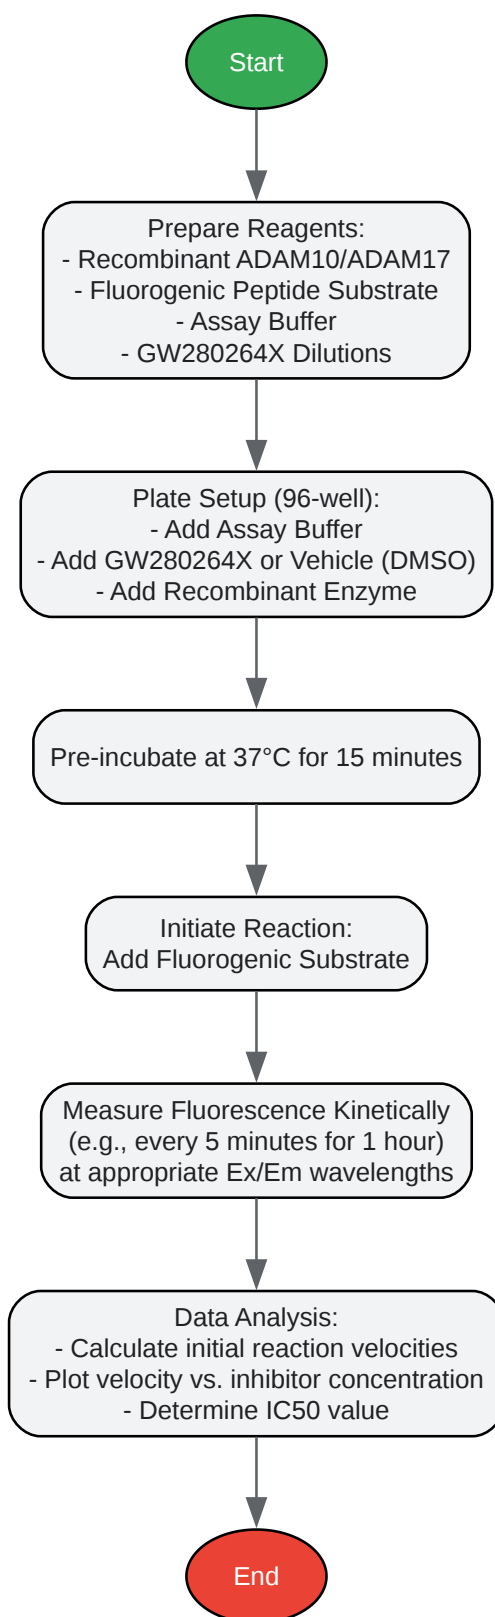 Start
Prepare Reagents:
- Recombinant ADAM10/ADAM17
- Fluorogenic Peptide Substrate
- Assay Buffer
- GW280264X Dilutions
Plate Setup (96-well):
- Add Assay Buffer
- Add GW280264X or Vehicle (DMSO)
- Add Recombinant Enzyme
Pre-incubate at 37°C for 15 minutes
Initiate Reaction:
Add Fluorogenic Substrate
Measure Fluorescence Kinetically
(e.g., every 5 minutes for 1 hour)
at appropriate Ex/Em wavelengths
Data Analysis:
- Calculate initial reaction velocities
- Plot velocity vs. inhibitor concentration
- Determine IC50 value
End